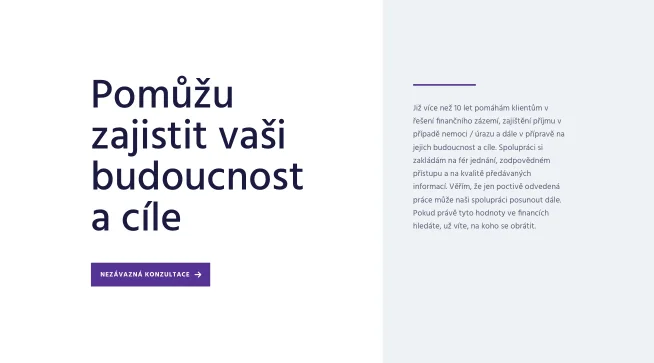 Pomůžu
zajistit vaši
budoucnost
a cíle
NEZÁVAZNÁ KONZULTACE
Již více než 10 let pomáhám klientům v
řešení finančního zázemí, zajištění příjmu v
případě nemoci / úrazu a dále v přípravě na
jejich budoucnost a cíle. Spolupráci si
zakládám na fér jednání, zodpovědném
přístupu a na kvalitě předávaných
informací. Věřím, že jen poctivě odvedená
práce může naši spolupráci posunout dále.
Pokud právě tyto hodnoty ve financích
hledáte, už víte, na koho se obrátit.